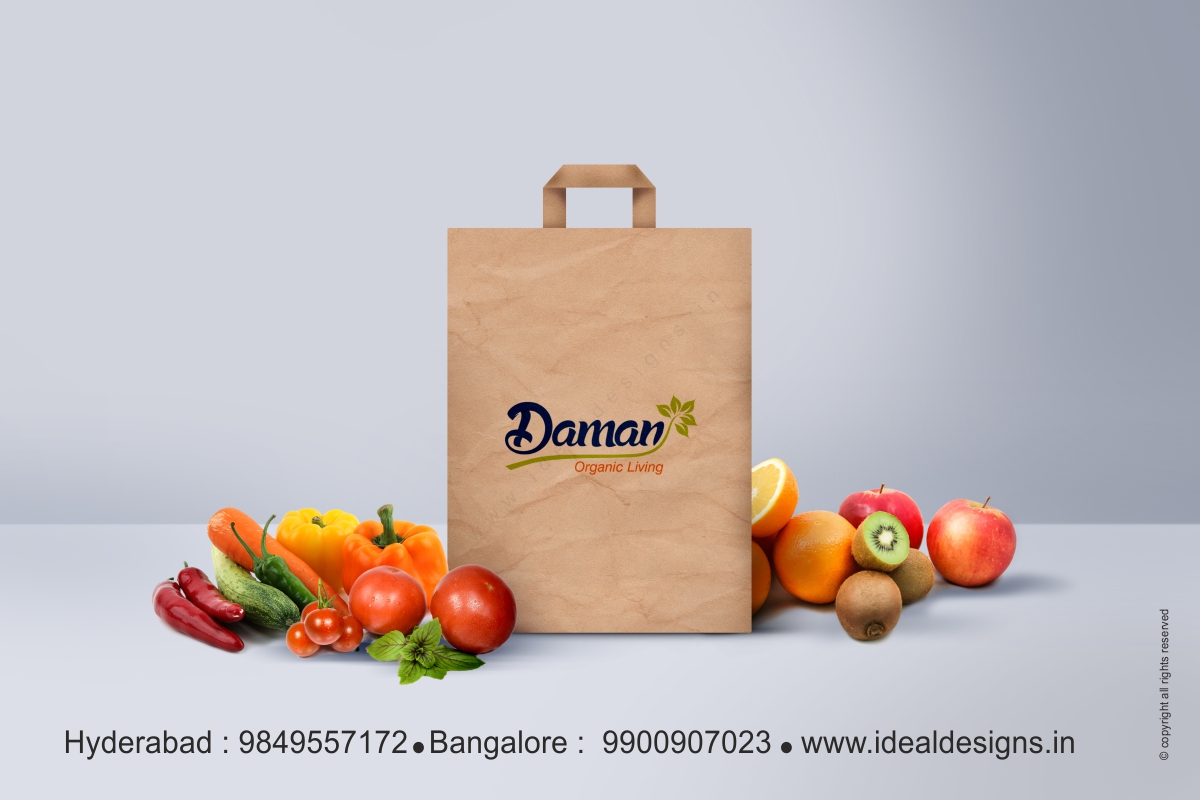 Daman
Organic Living
Hyderabad : 9849557172●Bangalore : 9900907023 ● www.idealdesigns.in
© copyright all rights reserved